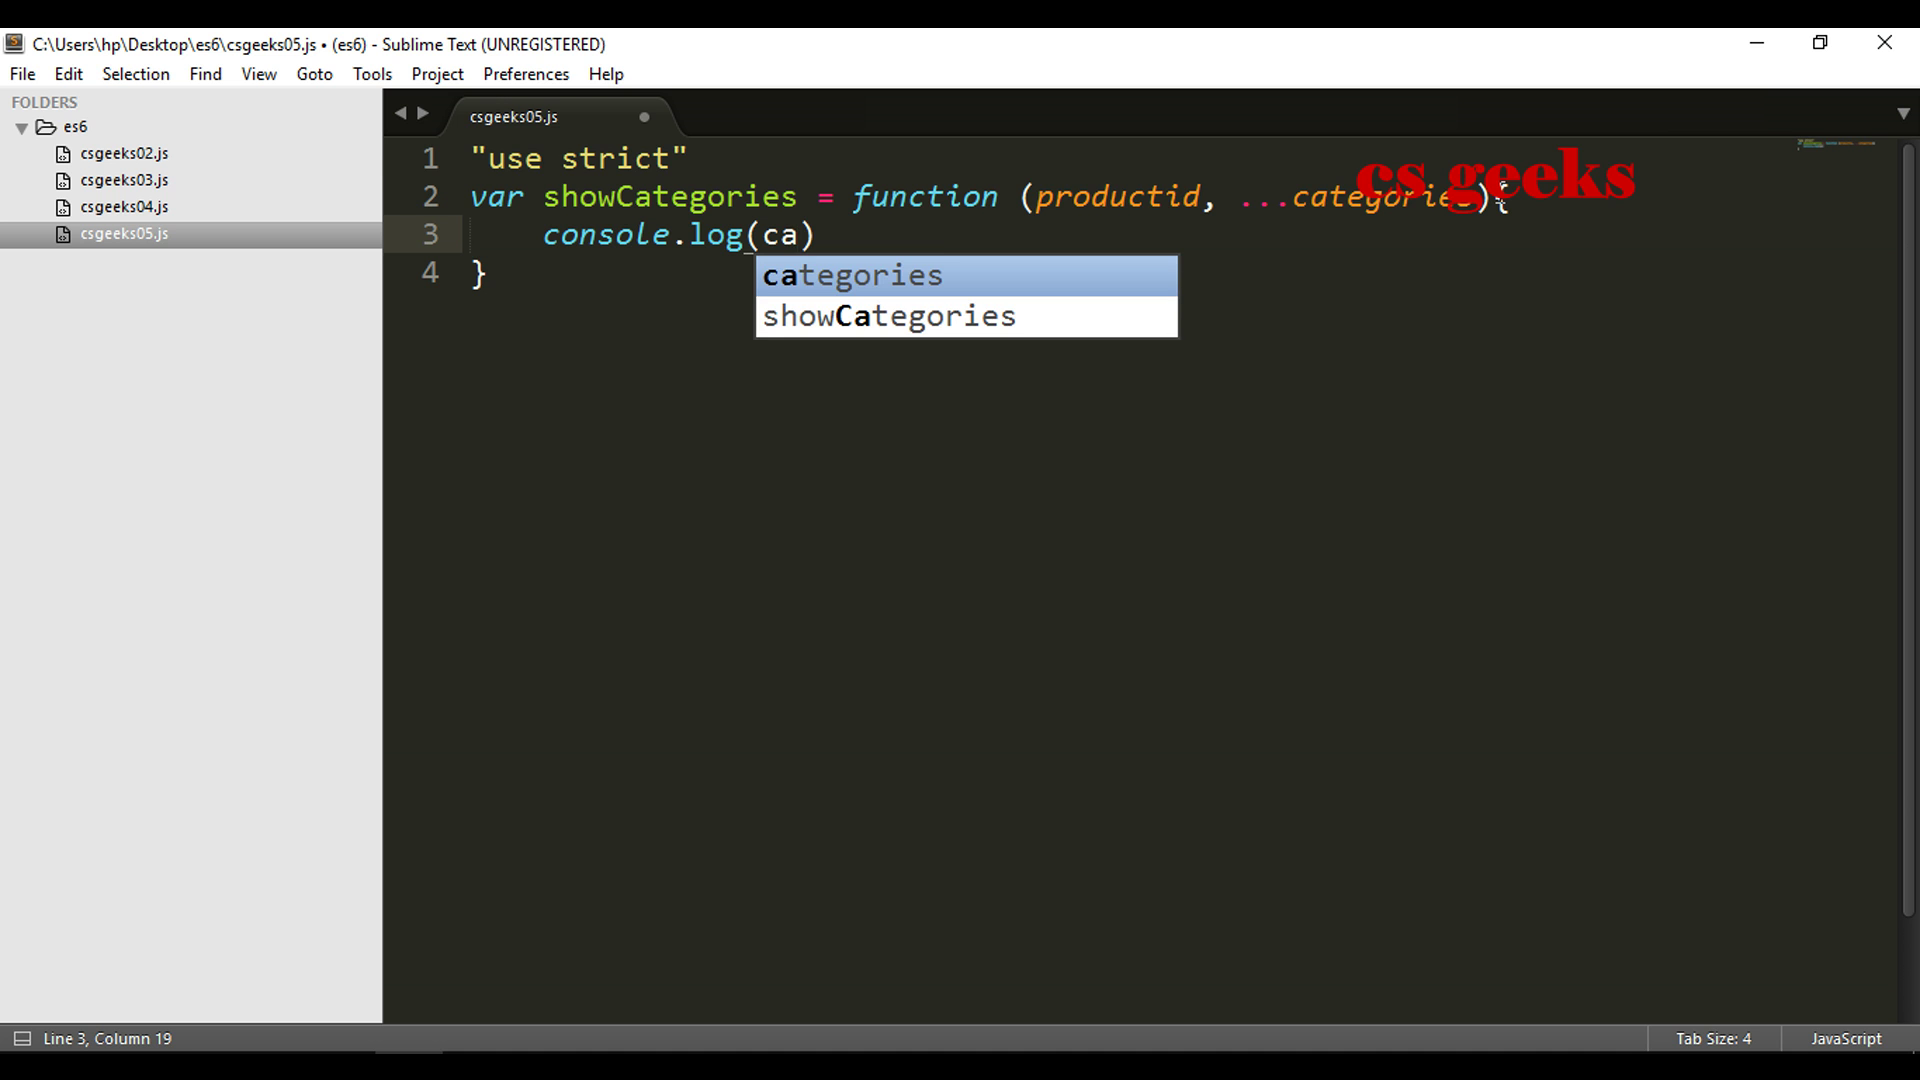 C:\Users\hp\Desktop\es6\csgeeks05.js • (es6) - Sublime Text (UNREGISTERED)
File Edit Selection Find View Goto Tools Project Preferences Help
FOLDERS
es6
csgeeks02.js
csgeeks03.js
csgeeks04.js
csgeeks05.js
csgeeks05.js
cs geeks
1 "use strict"
2 var showCategories = function (productid, ...categories){
3 console.log(ca)
categories
4 }
showCategories
Line 3, Column 19
Tab Size: 4
JavaScript